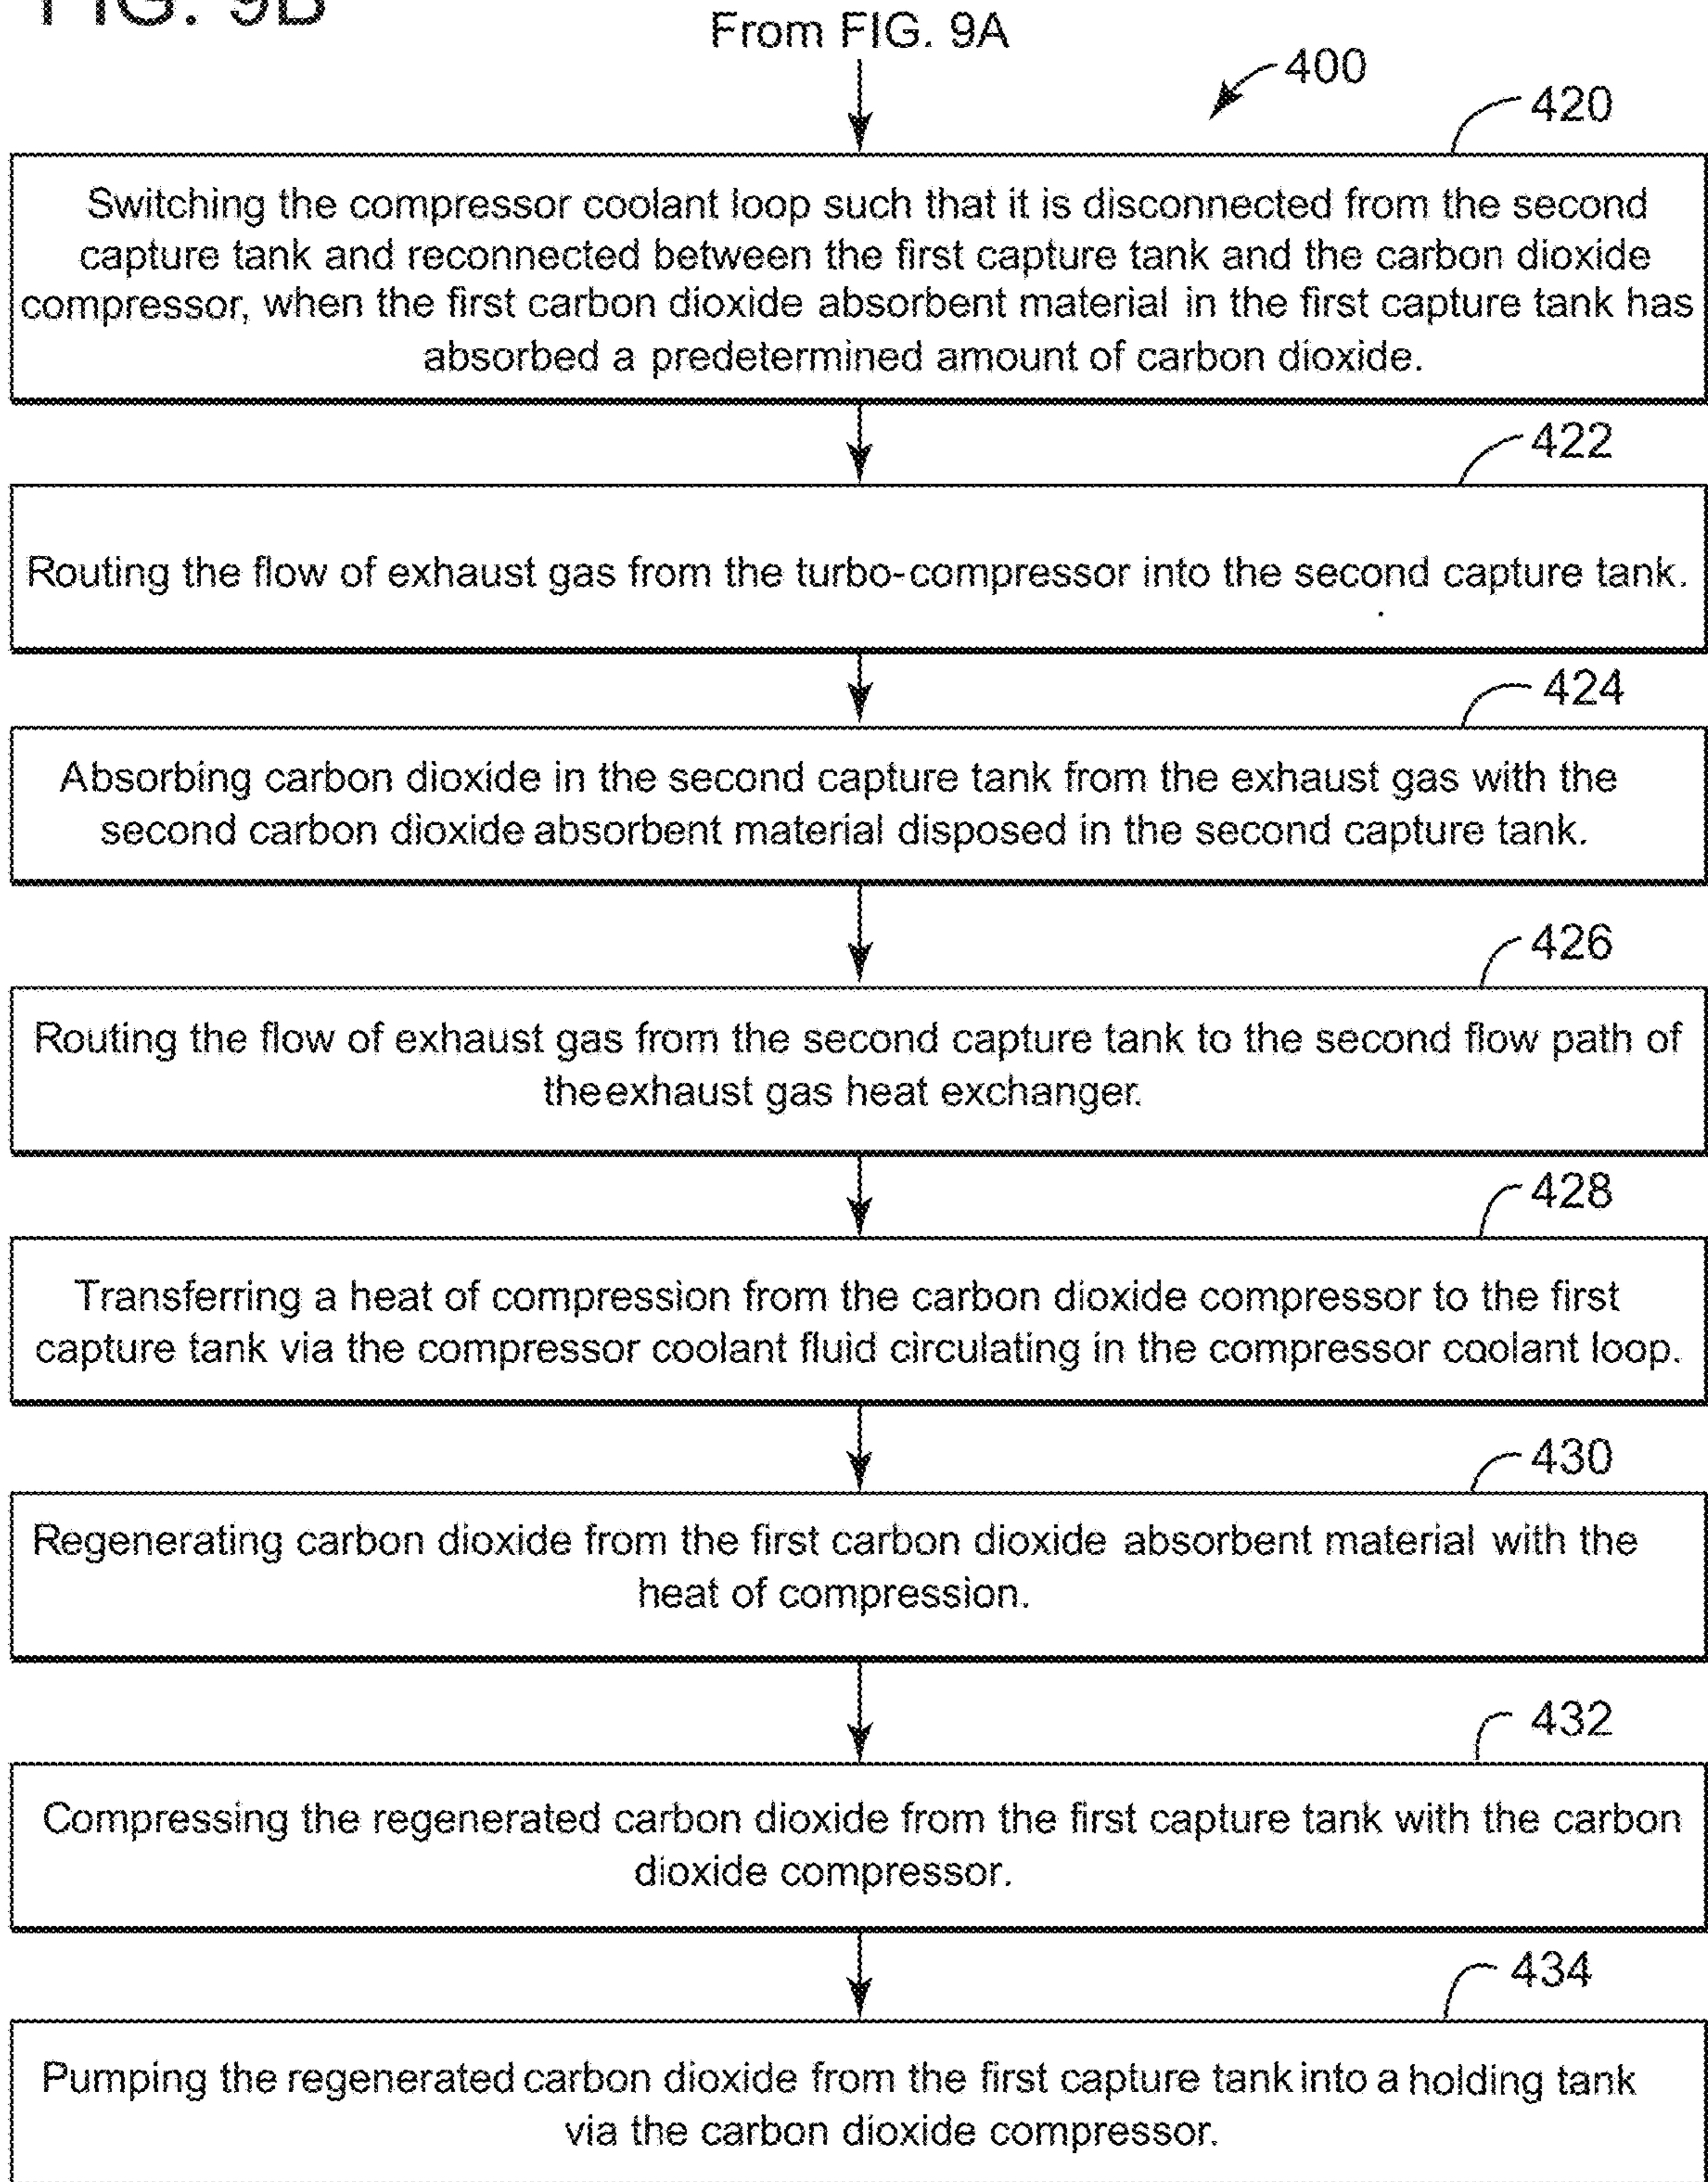 FIG. 9B
From FIG. 9A
400
420
Switching the compressor coolant loop such that it is disconnected from the second
capture tank and reconnected between the first capture tank and the carbon dioxide
compressor, when the first carbon dioxide absorbent material in the first capture tank has
absorbed a predetermined amount of carbon dioxide.
422
Routing the flow of exhaust gas from the turbo-compressor into the second capture tank.
424
Absorbing carbon dioxide in the second capture tank from the exhaust gas with the
second carbon dioxide absorbent material disposed in the second capture tank.
426
Routing the flow of exhaust gas from the second capture tank to the second flow path of
theexhaust gas heat exchanger.
428
Transferring a heat of compression from the carbon dioxide compressor to the first
capture tank via the compressor coolant fluid circulating in the compressor coolant loop.
430
Regenerating carbon dioxide from the first carbon dioxide absorbent material with the
heat of compression.
432
Compressing the regenerated carbon dioxide from the first capture tank with the carbon
dioxide compressor.
434
Pumping the regenerated carbon dioxide from the first capture tank into a holding tank
via the carbon dioxide compressor.